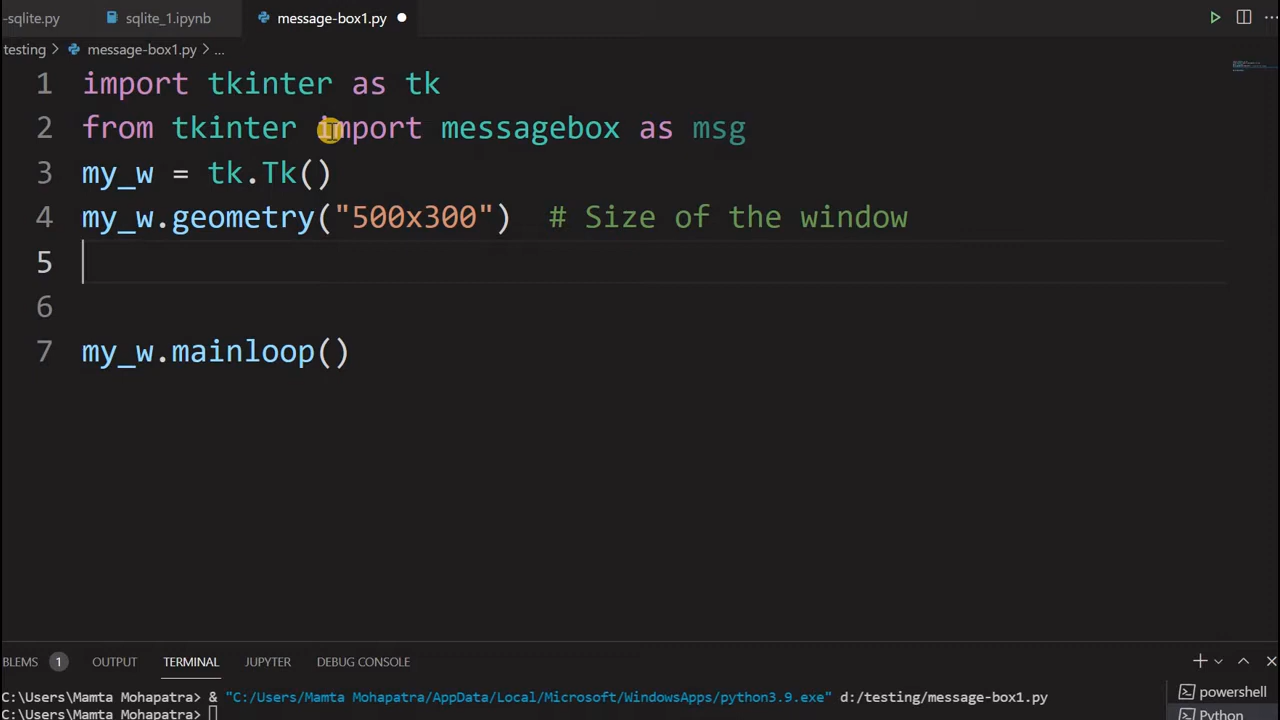 -sqlite.py sqlite_1.ipynb message-box1.py
testing > message-box1.py > ...
1 import tkinter as tk
2 from tkinter import messagebox as msg
3 my_w = tk.Tk()
4 my_w.geometry("500x300")  # Size of the window
5
6
7 my_w.mainloop()
BLEMS 1 OUTPUT TERMINAL JUPYTER DEBUG CONSOLE
C:\Users\Mamta Mohapatra> & "C:/Users/Mamta Mohapatra/AppData/Local/Microsoft/WindowsApps/python3.9.exe" d:/testing/message-box1.py
powershell
C:\Users\Mamta Mohapatra>
Python